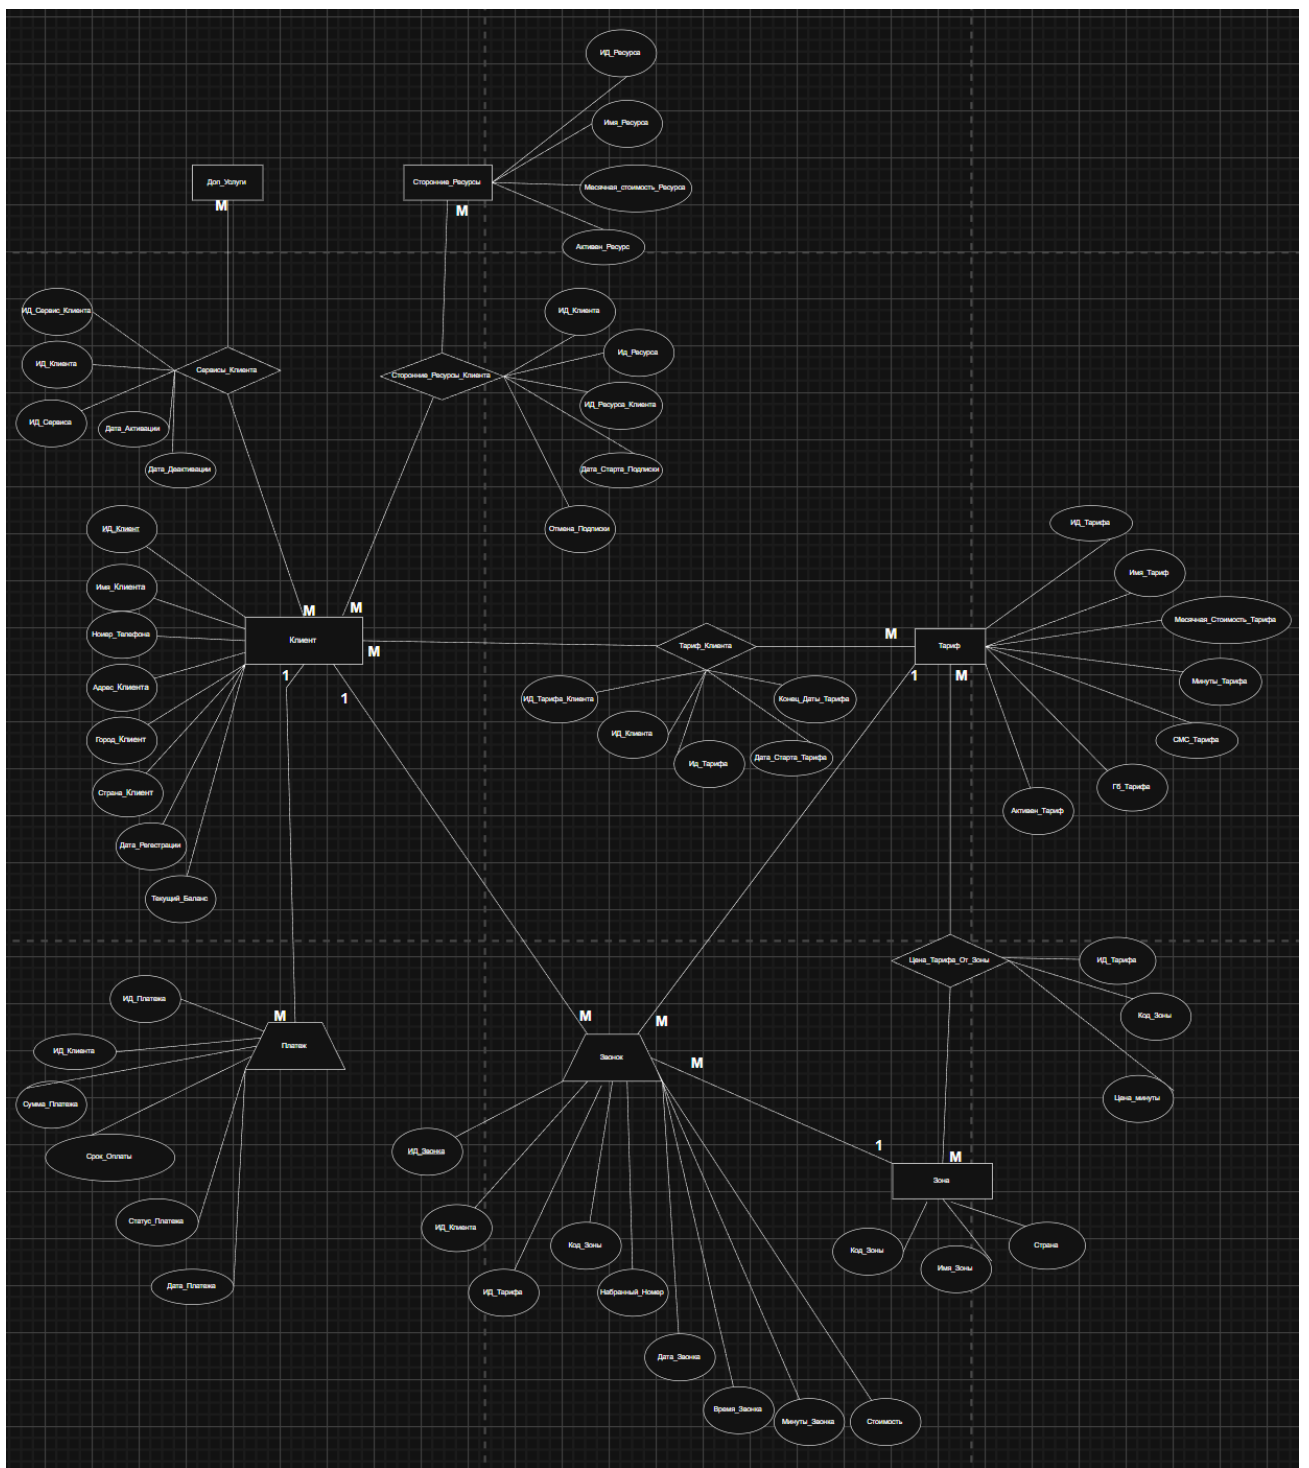 ИД_Ресурса
Имя_Ресурса
Доп_Услуги
Сторонние_Ресурсы
Месячная_стоимость_Ресурса
M
M
Активен_Ресурс
ИД_Сервис_Клиента
ИД_Клиента
Ид_Ресурса
ИД_Клиента
Сервисы_Клиента
Сторонние_Ресурсы_Клиента
ИД_Ресурса_Клиента
ИД_Сервиса
Дата_Активации
Дата_Деактивации
Дата_Старта_Подписки
ИД_Клиент
Отмена_Подписки
ИД_Тарифа
Имя_Клиента
Имя_Тариф
M
M
Месячная_Стоимость_Тарифа
Номер_Телефона
Клиент
M
M
Тариф_Клиента
Тариф
1
1
1
M
Адрес_Клиента
Минуты_Тарифа
ИД_Тарифа_Клиента
Конец_Даты_Тарифа
Город_Клиент
ИД_Клиента
СМС_Тарифа
Ид_Тарифа
Дата_Старта_Тарифа
Страна_Клиент
Гб_Тарифа
Активен_Тариф
Дата_Регестрации
Текущий_Баланс
Цена_Тарифа_От_Зоны
ИД_Тарифа
ИД_Платежа
M
M
M
Код_Зоны
Платеж
ИД_Клиента
Звонок
M
Сумма_Платежа
Цена_минуты
ИД_Звонка
1
M
Срок_Оплаты
Зона
Статус_Платежа
ИД_Клиента
Код_Зоны
Код_Зоны
Имя_Зоны
Страна
Дата_Платежа
ИД_Тарифа
Набранный_Номер
Дата_Звонка
Время_Звонка
Минуты_Звонка
Стоимость